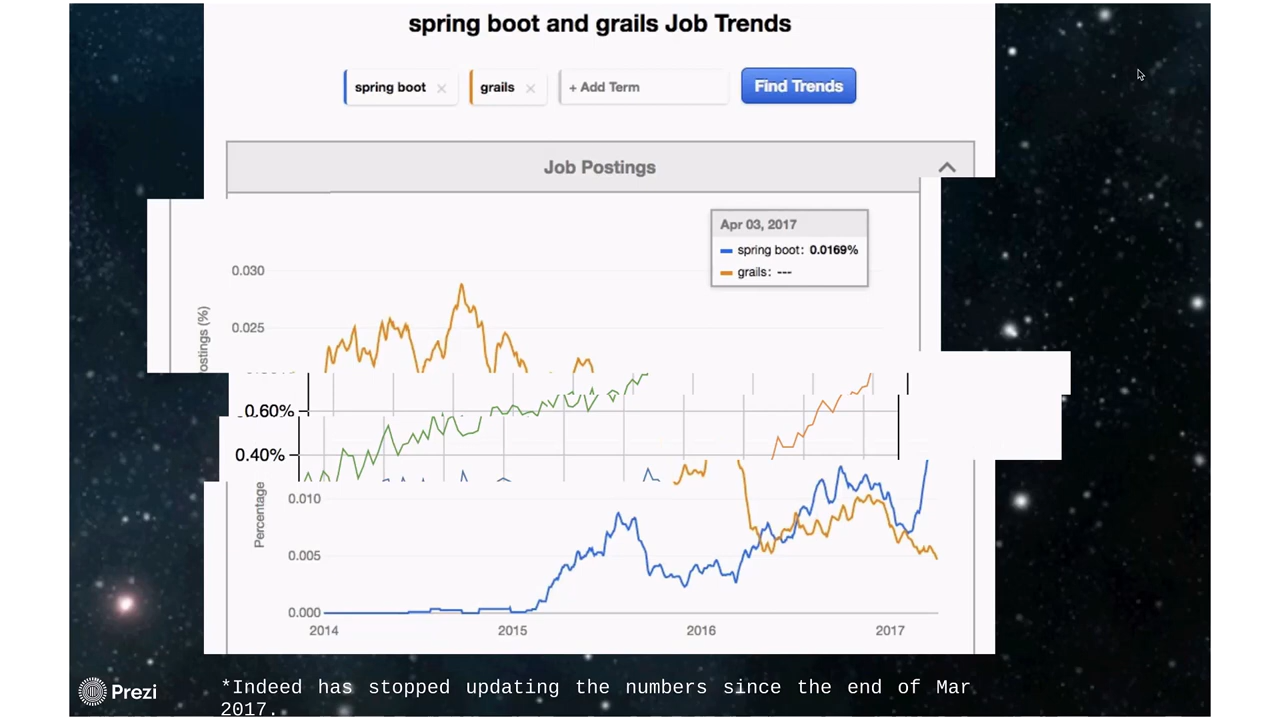 spring boot and grails Job Trends
spring boot × grails × + Add Term Find Trends
Job Postings
Apr 03, 2017
spring boot: 0.0169%
grails: ---
0.030
0.025
0.60%
0.40%
0.010
0.005
0.000
Percentage
2014 2015 2016 2017
Prezi
*Indeed has stopped updating the numbers since the end of Mar
2017.